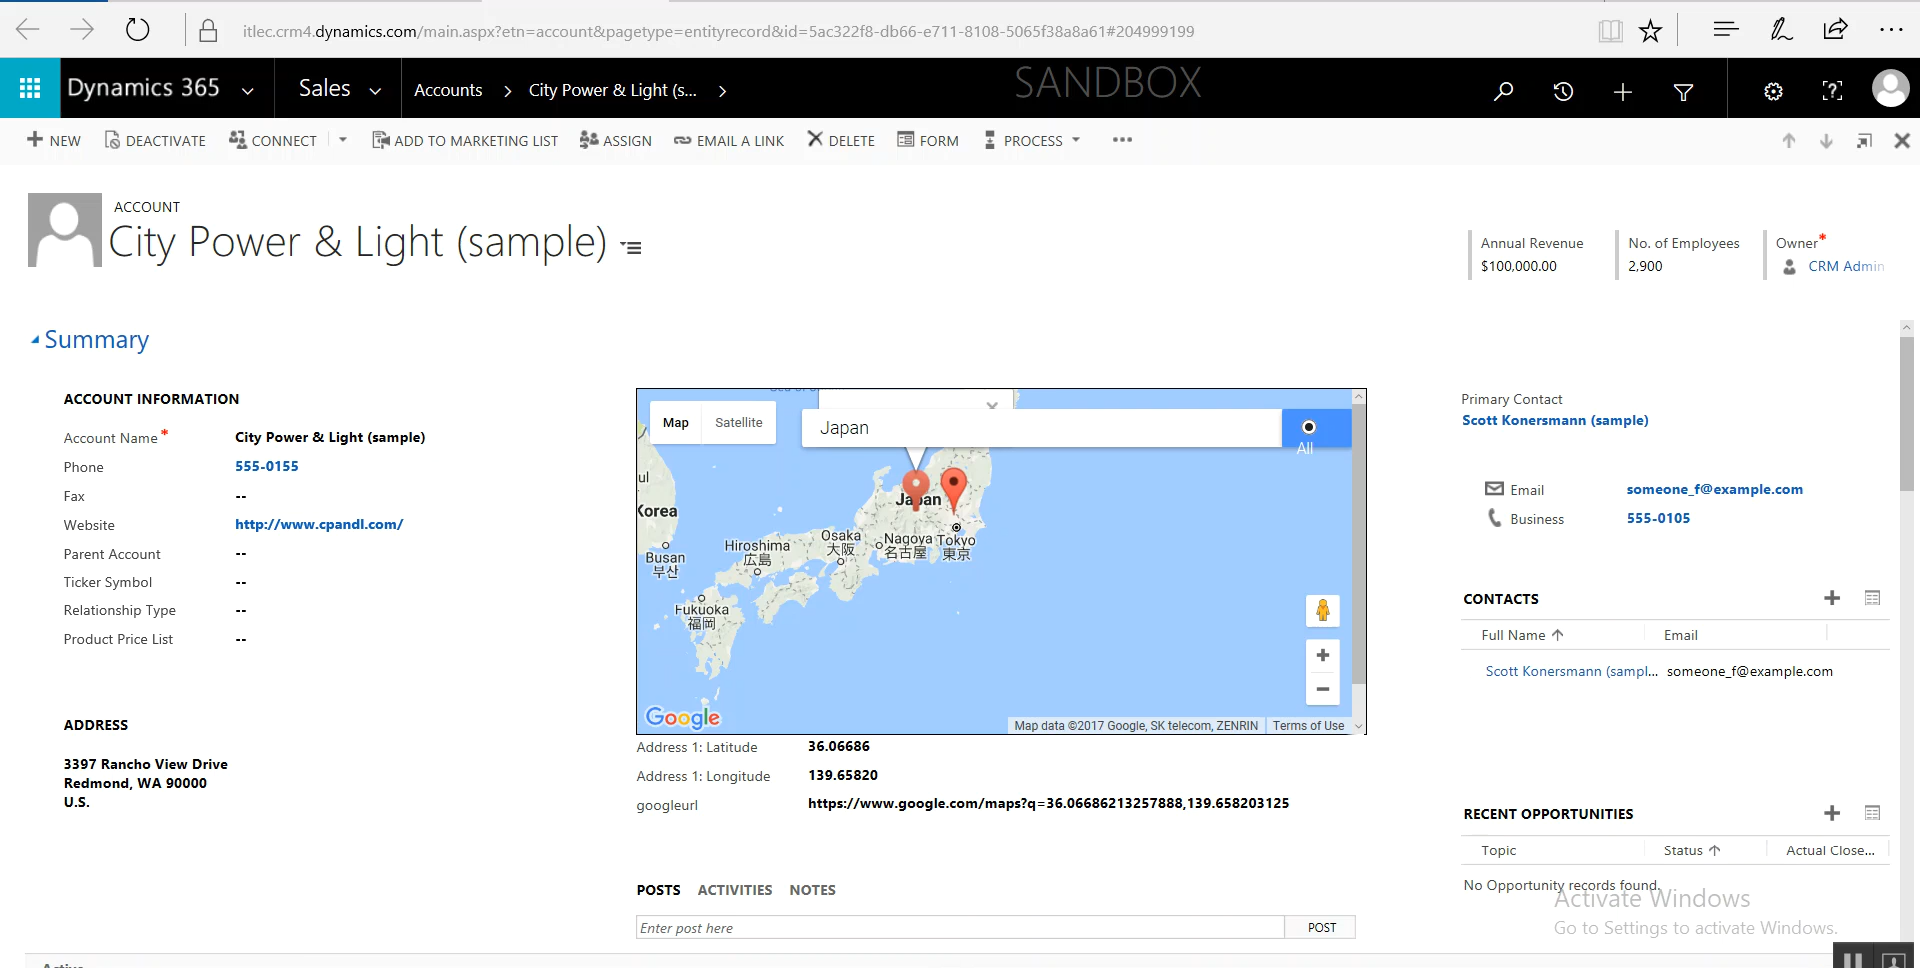 itlec.crm4.dynamics.com/main.aspx?etn=account&pagetype=entityrecord&id=5ac322f8-db66-e711-8108-5065f38a8a61#204999199
Dynamics 365
Sales
Accounts > City Power & Light (s... >
SANDBOX
NEW DEACTIVATE CONNECT ADD TO MARKETING LIST ASSIGN EMAIL A LINK DELETE FORM PROCESS ...
ACCOUNT
City Power & Light (sample)
Annual Revenue
$100,000.00
No. of Employees
2,900
Owner*
CRM Admin
Summary
ACCOUNT INFORMATION
Account Name* City Power & Light (sample)
Phone 555-0155
Fax --
Website http://www.cpandl.com/
Parent Account --
Ticker Symbol --
Relationship Type --
Product Price List --
ADDRESS
3397 Rancho View Drive
Redmond, WA 90000
U.S.
Map Satellite
Japan
All
Korea
Japan
Busan
부산
Hiroshima
広島
Osaka
大阪
Nagoya
名古屋
Tokyo
東京
Fukuoka
福岡
Google
Map data ©2017 Google, SK telecom, ZENRIN Terms of Use
Address 1: Latitude 36.06686
Address 1: Longitude 139.65820
googleurl https://www.google.com/maps?q=36.06686213257888,139.658203125
POSTS ACTIVITIES NOTES
Enter post here
POST
Primary Contact
Scott Konersmann (sample)
Email someone_f@example.com
Business 555-0105
CONTACTS
Full Name ↑ Email
Scott Konersmann (sampl... someone_f@example.com
RECENT OPPORTUNITIES
Topic Status ↑ Actual Close...
No Opportunity records found.
Activate Windows
Go to Settings to activate Windows.